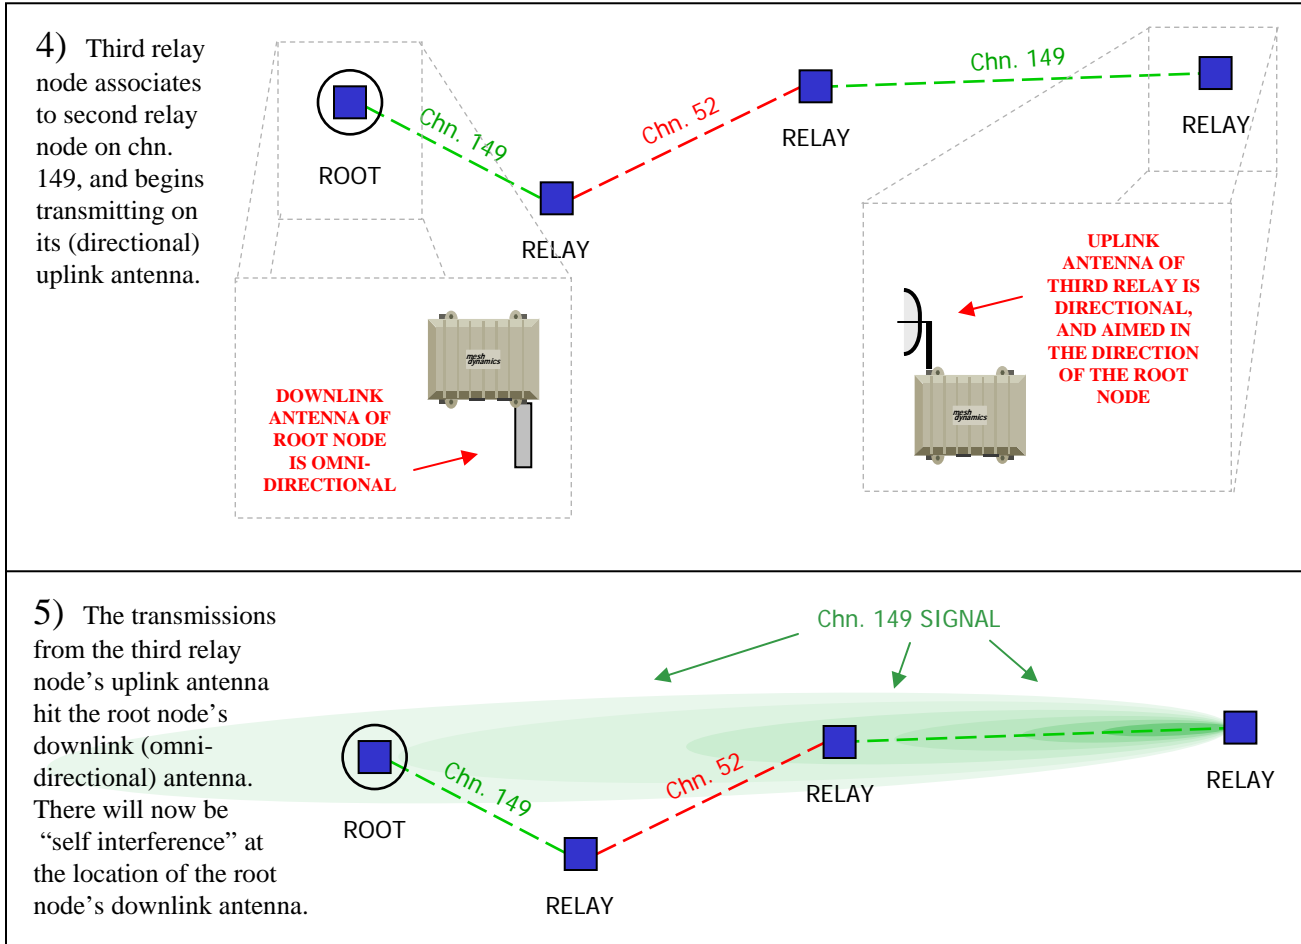 4) Third relay
node associates
to second relay
node on chn.
149, and begins
transmitting on
its (directional)
uplink antenna.
ROOT
Chn. 149
RELAY
Chn. 52
RELAY
Chn. 149
RELAY
DOWNLINK
ANTENNA OF
ROOT NODE
IS OMNI-
DIRECTIONAL
mesh
dynamics
UPLINK
ANTENNA OF
THIRD RELAY IS
DIRECTIONAL,
AND AIMED IN
THE DIRECTION
OF THE ROOT
NODE
mesh
dynamics
5) The transmissions
from the third relay
node’s uplink antenna
hit the root node’s
downlink (omni-
directional) antenna.
There will now be
“self interference” at
the location of the root
node’s downlink antenna.
Chn. 149 SIGNAL
ROOT
Chn. 149
RELAY
Chn. 52
RELAY
RELAY